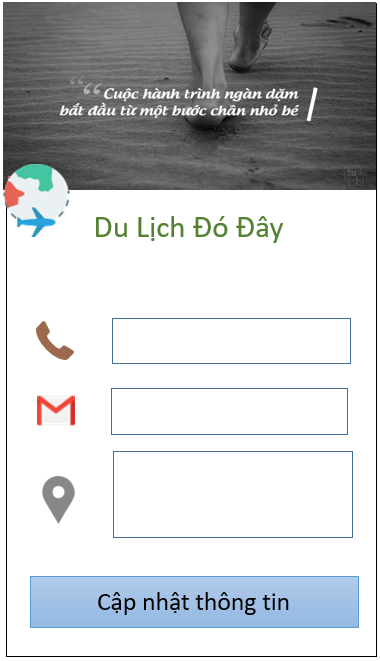 “ Cuộc hành trình ngàn dặm
bắt đầu từ một bước chân nhỏ bé
Du Lịch Đó Đây
Cập nhật thông tin